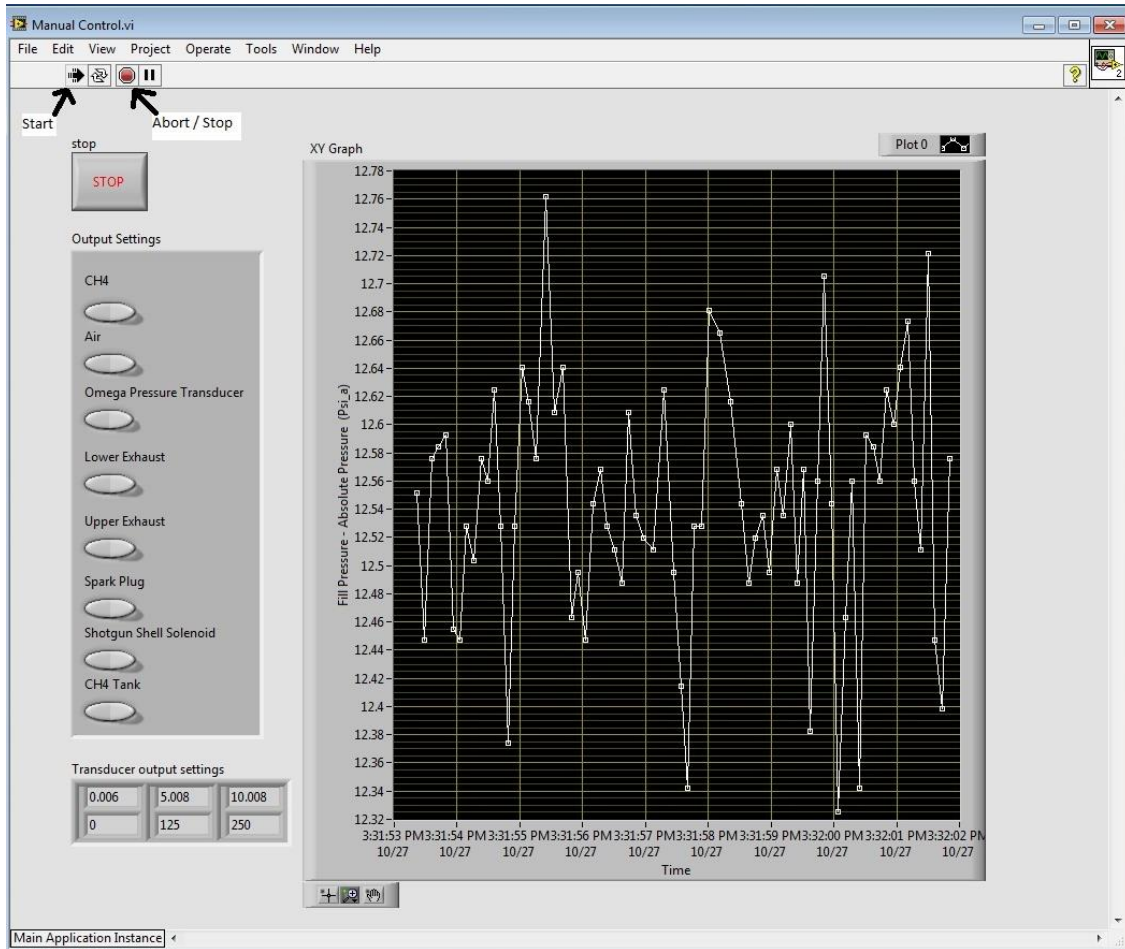 Manual Control.vi
File Edit View Project Operate Tools Window Help
2
Start
Abort / Stop
stop
STOP
Output Settings
CH4
Air
Omega Pressure Transducer
Lower Exhaust
Upper Exhaust
Spark Plug
Shotgun Shell Solenoid
CH4 Tank
Transducer output settings
0.006 5.008 10.008
0 125 250
XY Graph
Plot 0
Fill Pressure - Absolute Pressure (Psi_a)
12.78
12.76
12.74
12.72
12.7
12.68
12.66
12.64
12.62
12.6
12.58
12.56
12.54
12.52
12.5
12.48
12.46
12.44
12.42
12.4
12.38
12.36
12.34
12.32
3:31:53 PM 3:31:54 PM 3:31:55 PM 3:31:56 PM 3:31:57 PM 3:31:58 PM 3:31:59 PM 3:32:00 PM 3:32:01 PM 3:32:02 PM
10/27 10/27 10/27 10/27 10/27 10/27 10/27 10/27 10/27 10/27
Time
Main Application Instance